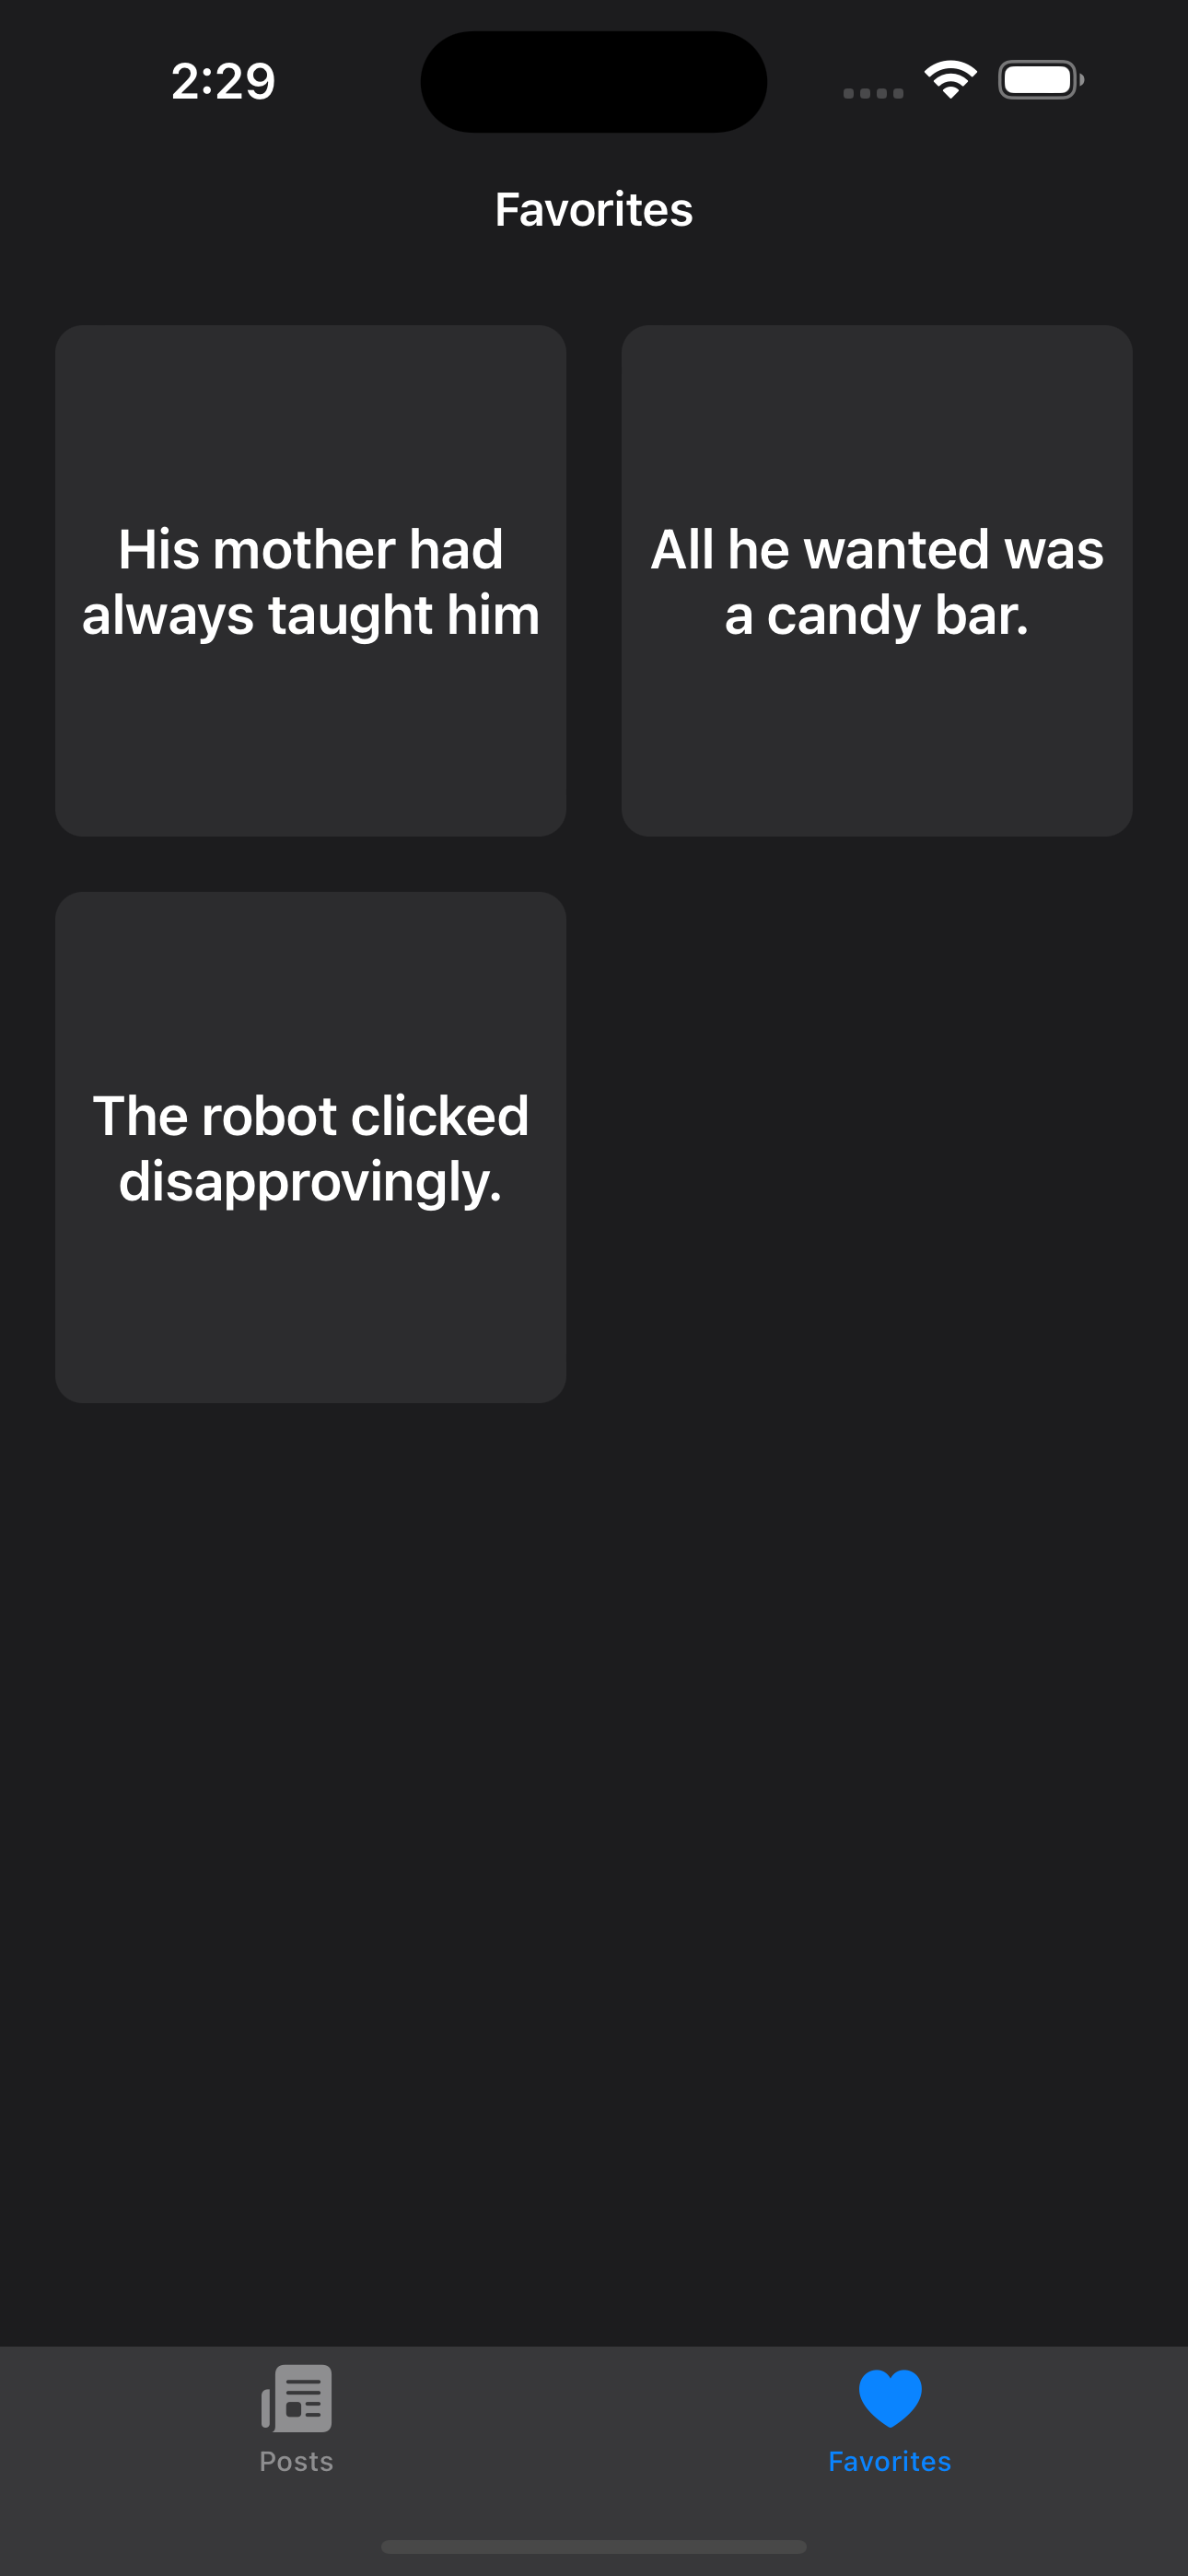 2:29
Favorites
His mother had
always taught him
All he wanted was
a candy bar.
The robot clicked
disapprovingly.
Posts
Favorites